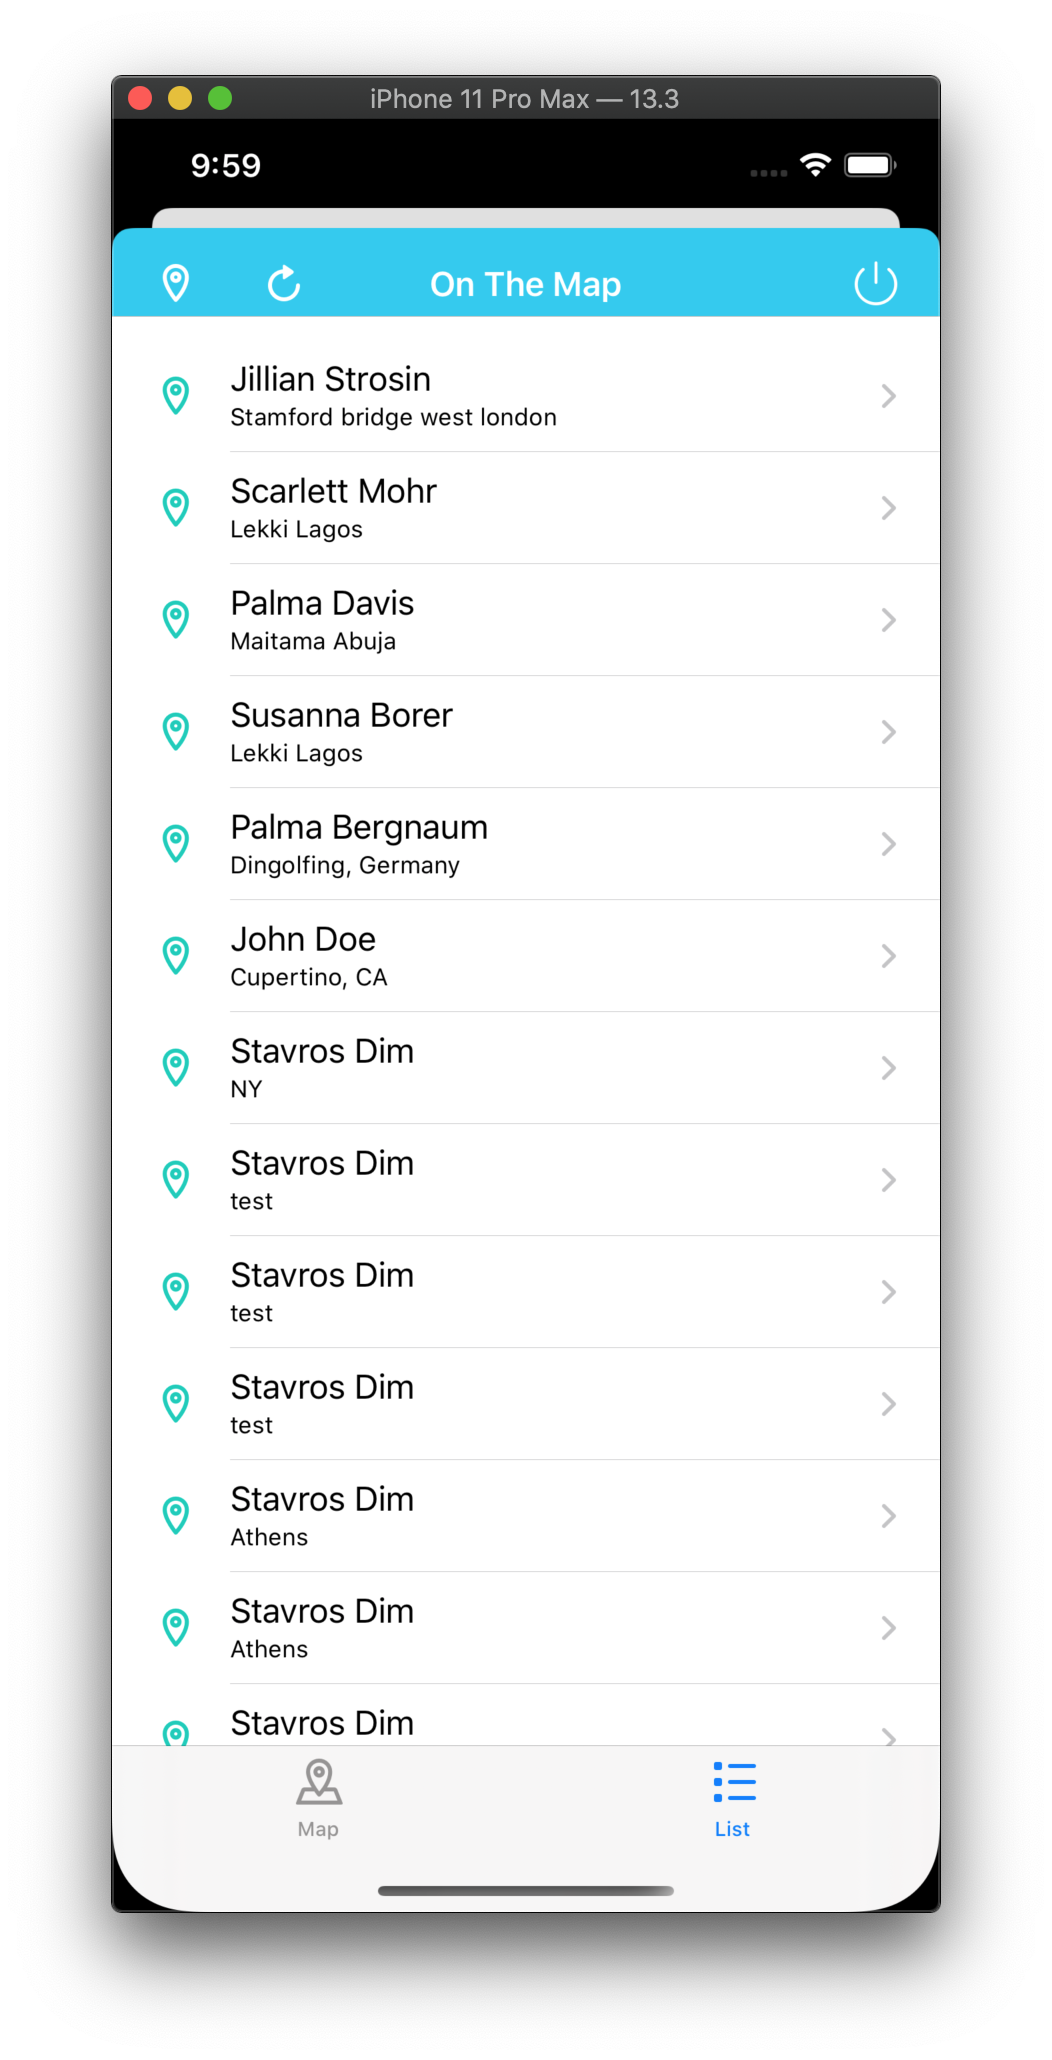 iPhone 11 Pro Max — 13.3
9:59
On The Map
Jillian Strosin
Stamford bridge west london
Scarlett Mohr
Lekki Lagos
Palma Davis
Maitama Abuja
Susanna Borer
Lekki Lagos
Palma Bergnaum
Dingolfing, Germany
John Doe
Cupertino, CA
Stavros Dim
NY
Stavros Dim
test
Stavros Dim
test
Stavros Dim
test
Stavros Dim
Athens
Stavros Dim
Athens
Stavros Dim
Map
List